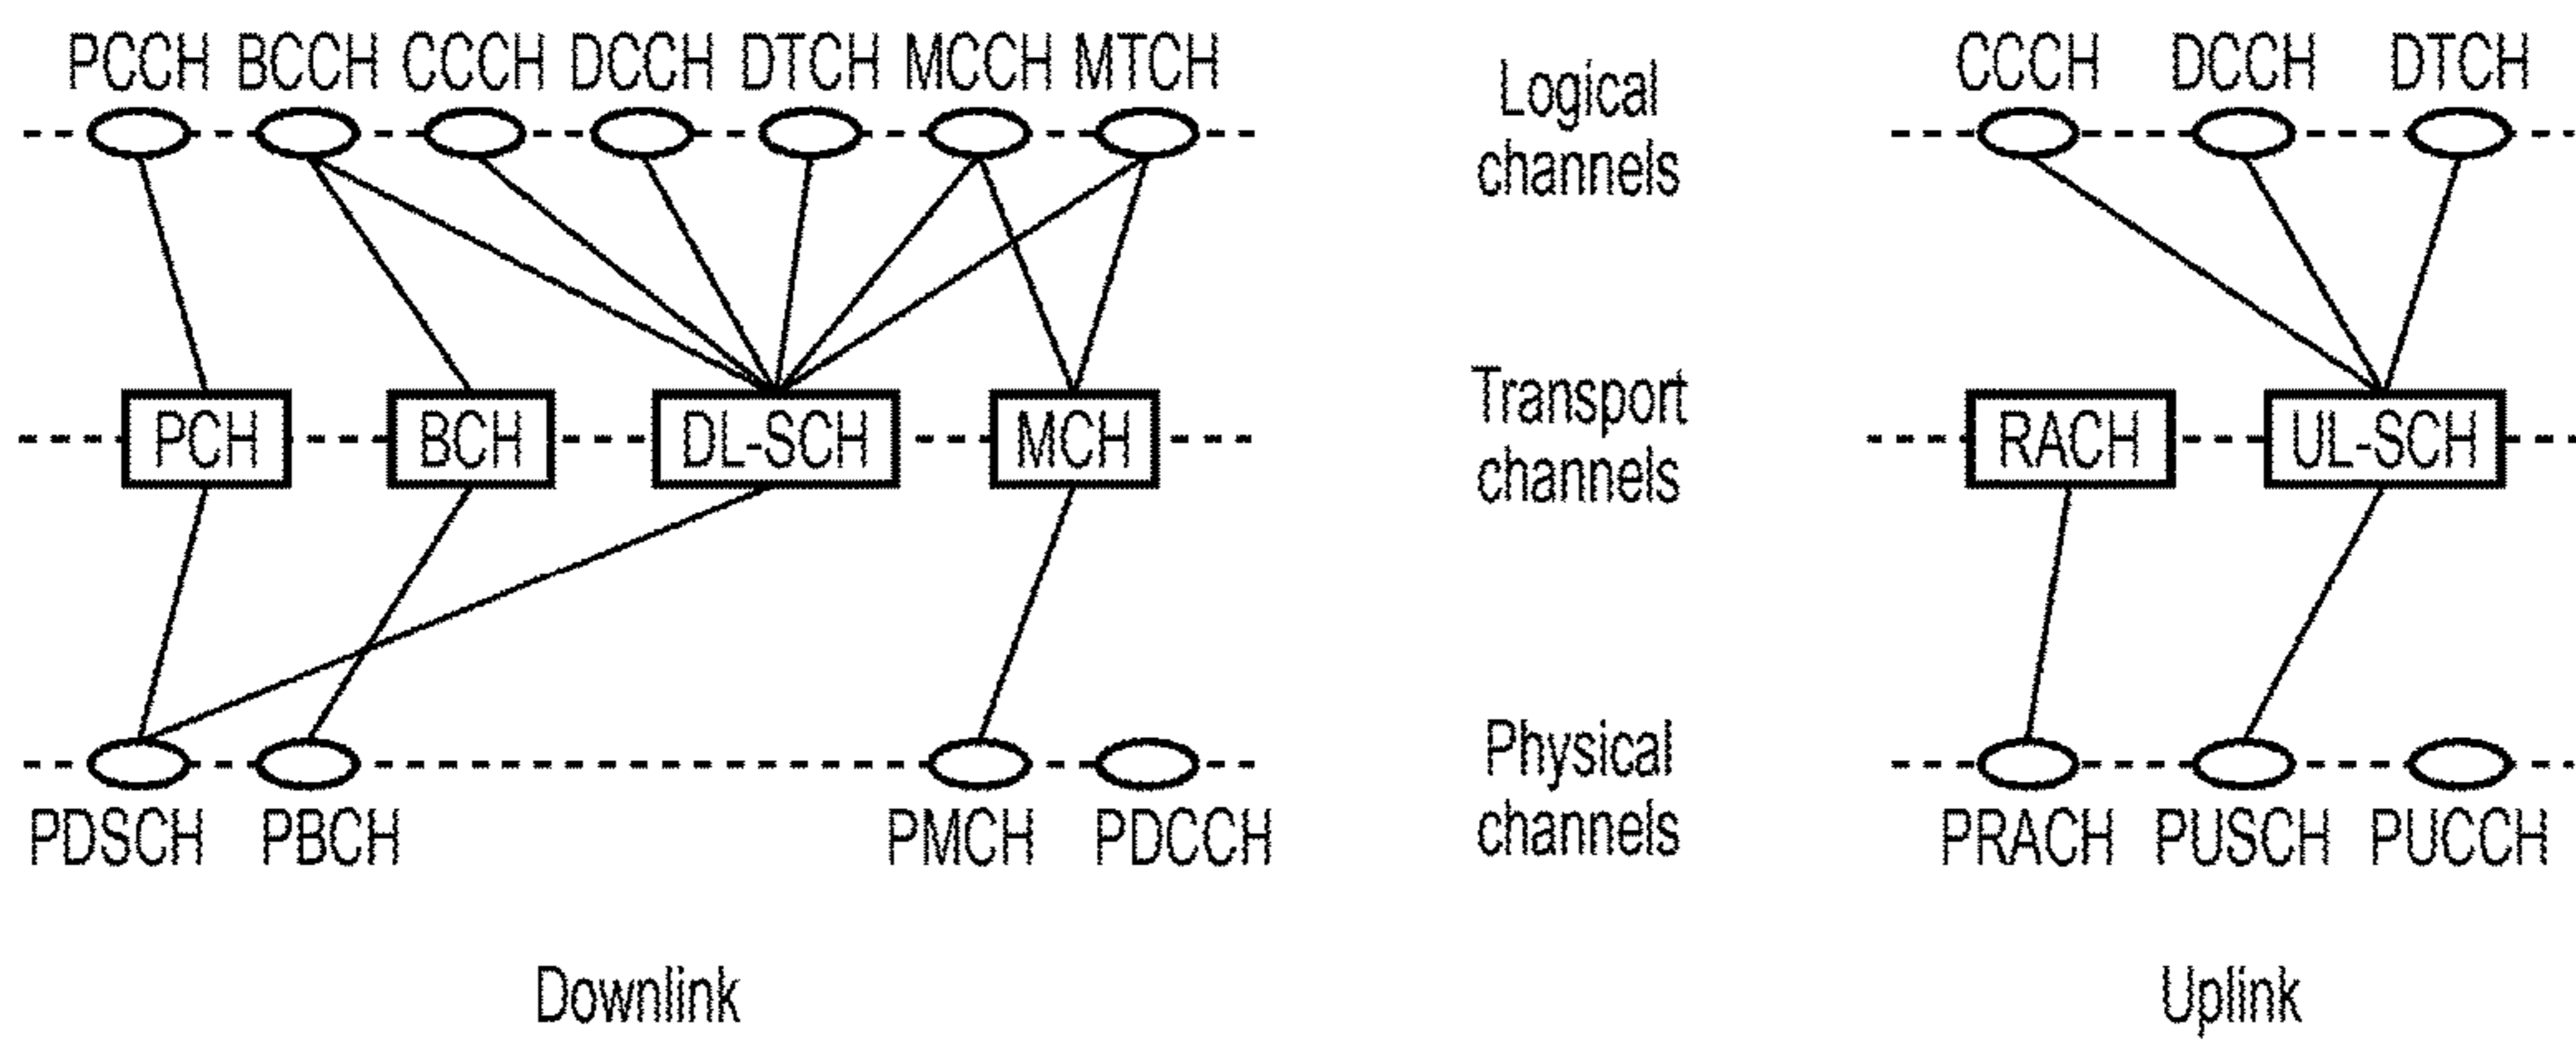 PCCH BCCH CCCH DCCH DTCH MCCH MTCH
Logical
channels
CCCH DCCH DTCH
PCH BCH DL-SCH MCH
Transport
channels
RACH UL-SCH
Physical
channels
PDSCH PBCH PMCH PDCCH
PRACH PUSCH PUCCH
Downlink
Uplink